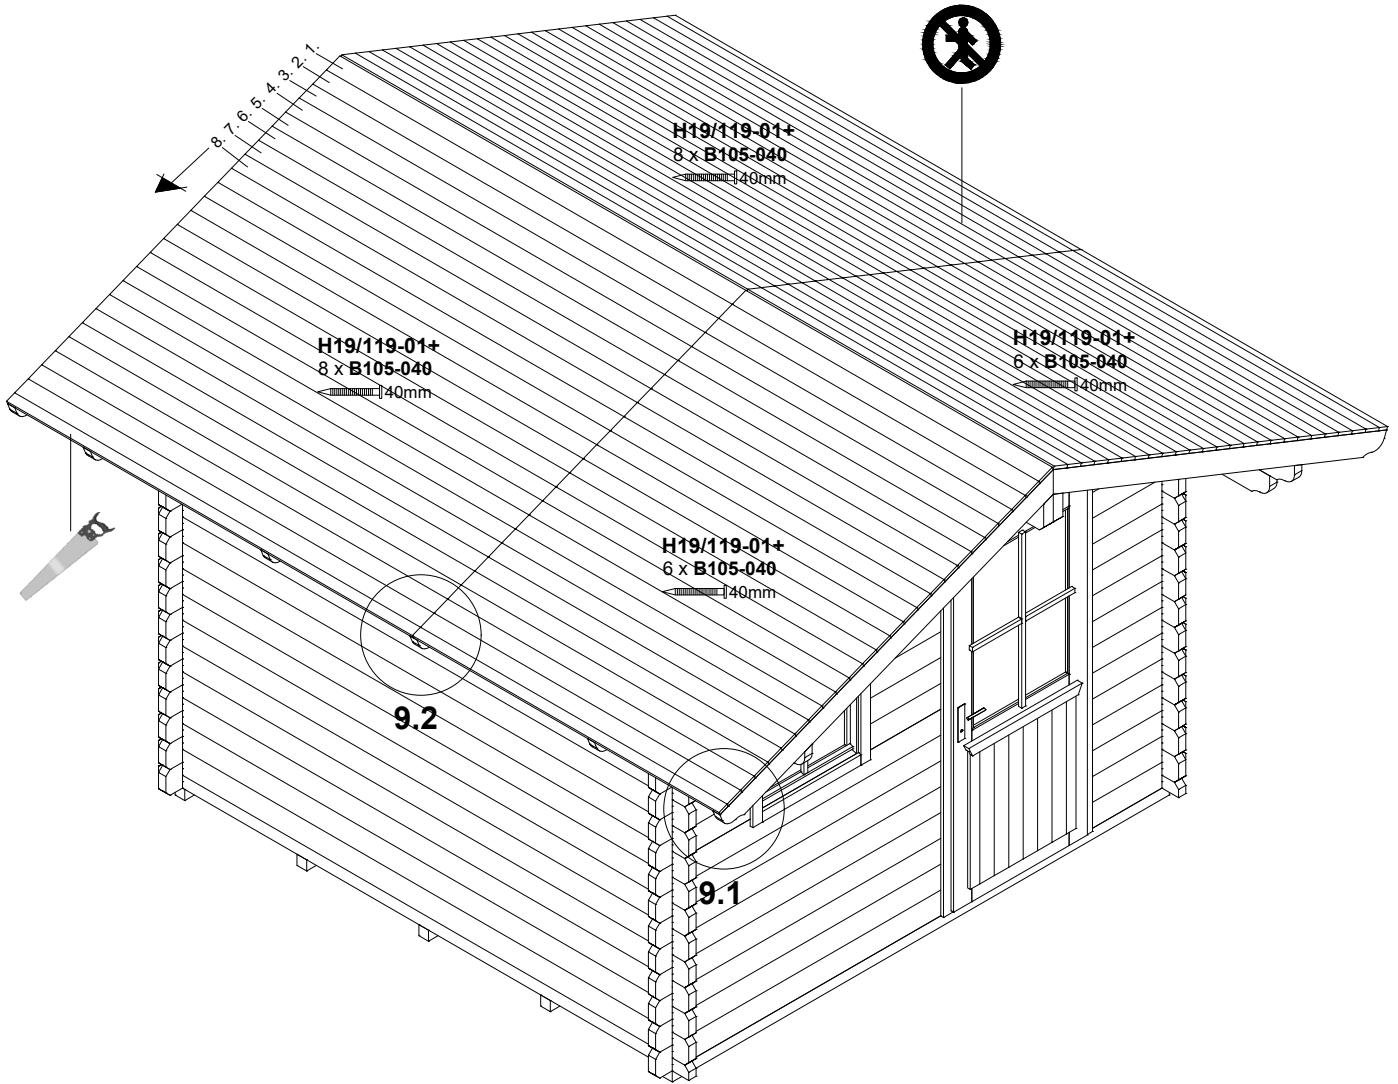 8. 7. 6. 5. 4. 3. 2. 1.
H19/119-01+
8 x B105-040
40mm
H19/119-01+
6 x B105-040
40mm
H19/119-01+
8 x B105-040
40mm
H19/119-01+
6 x B105-040
40mm
9.2
9.1